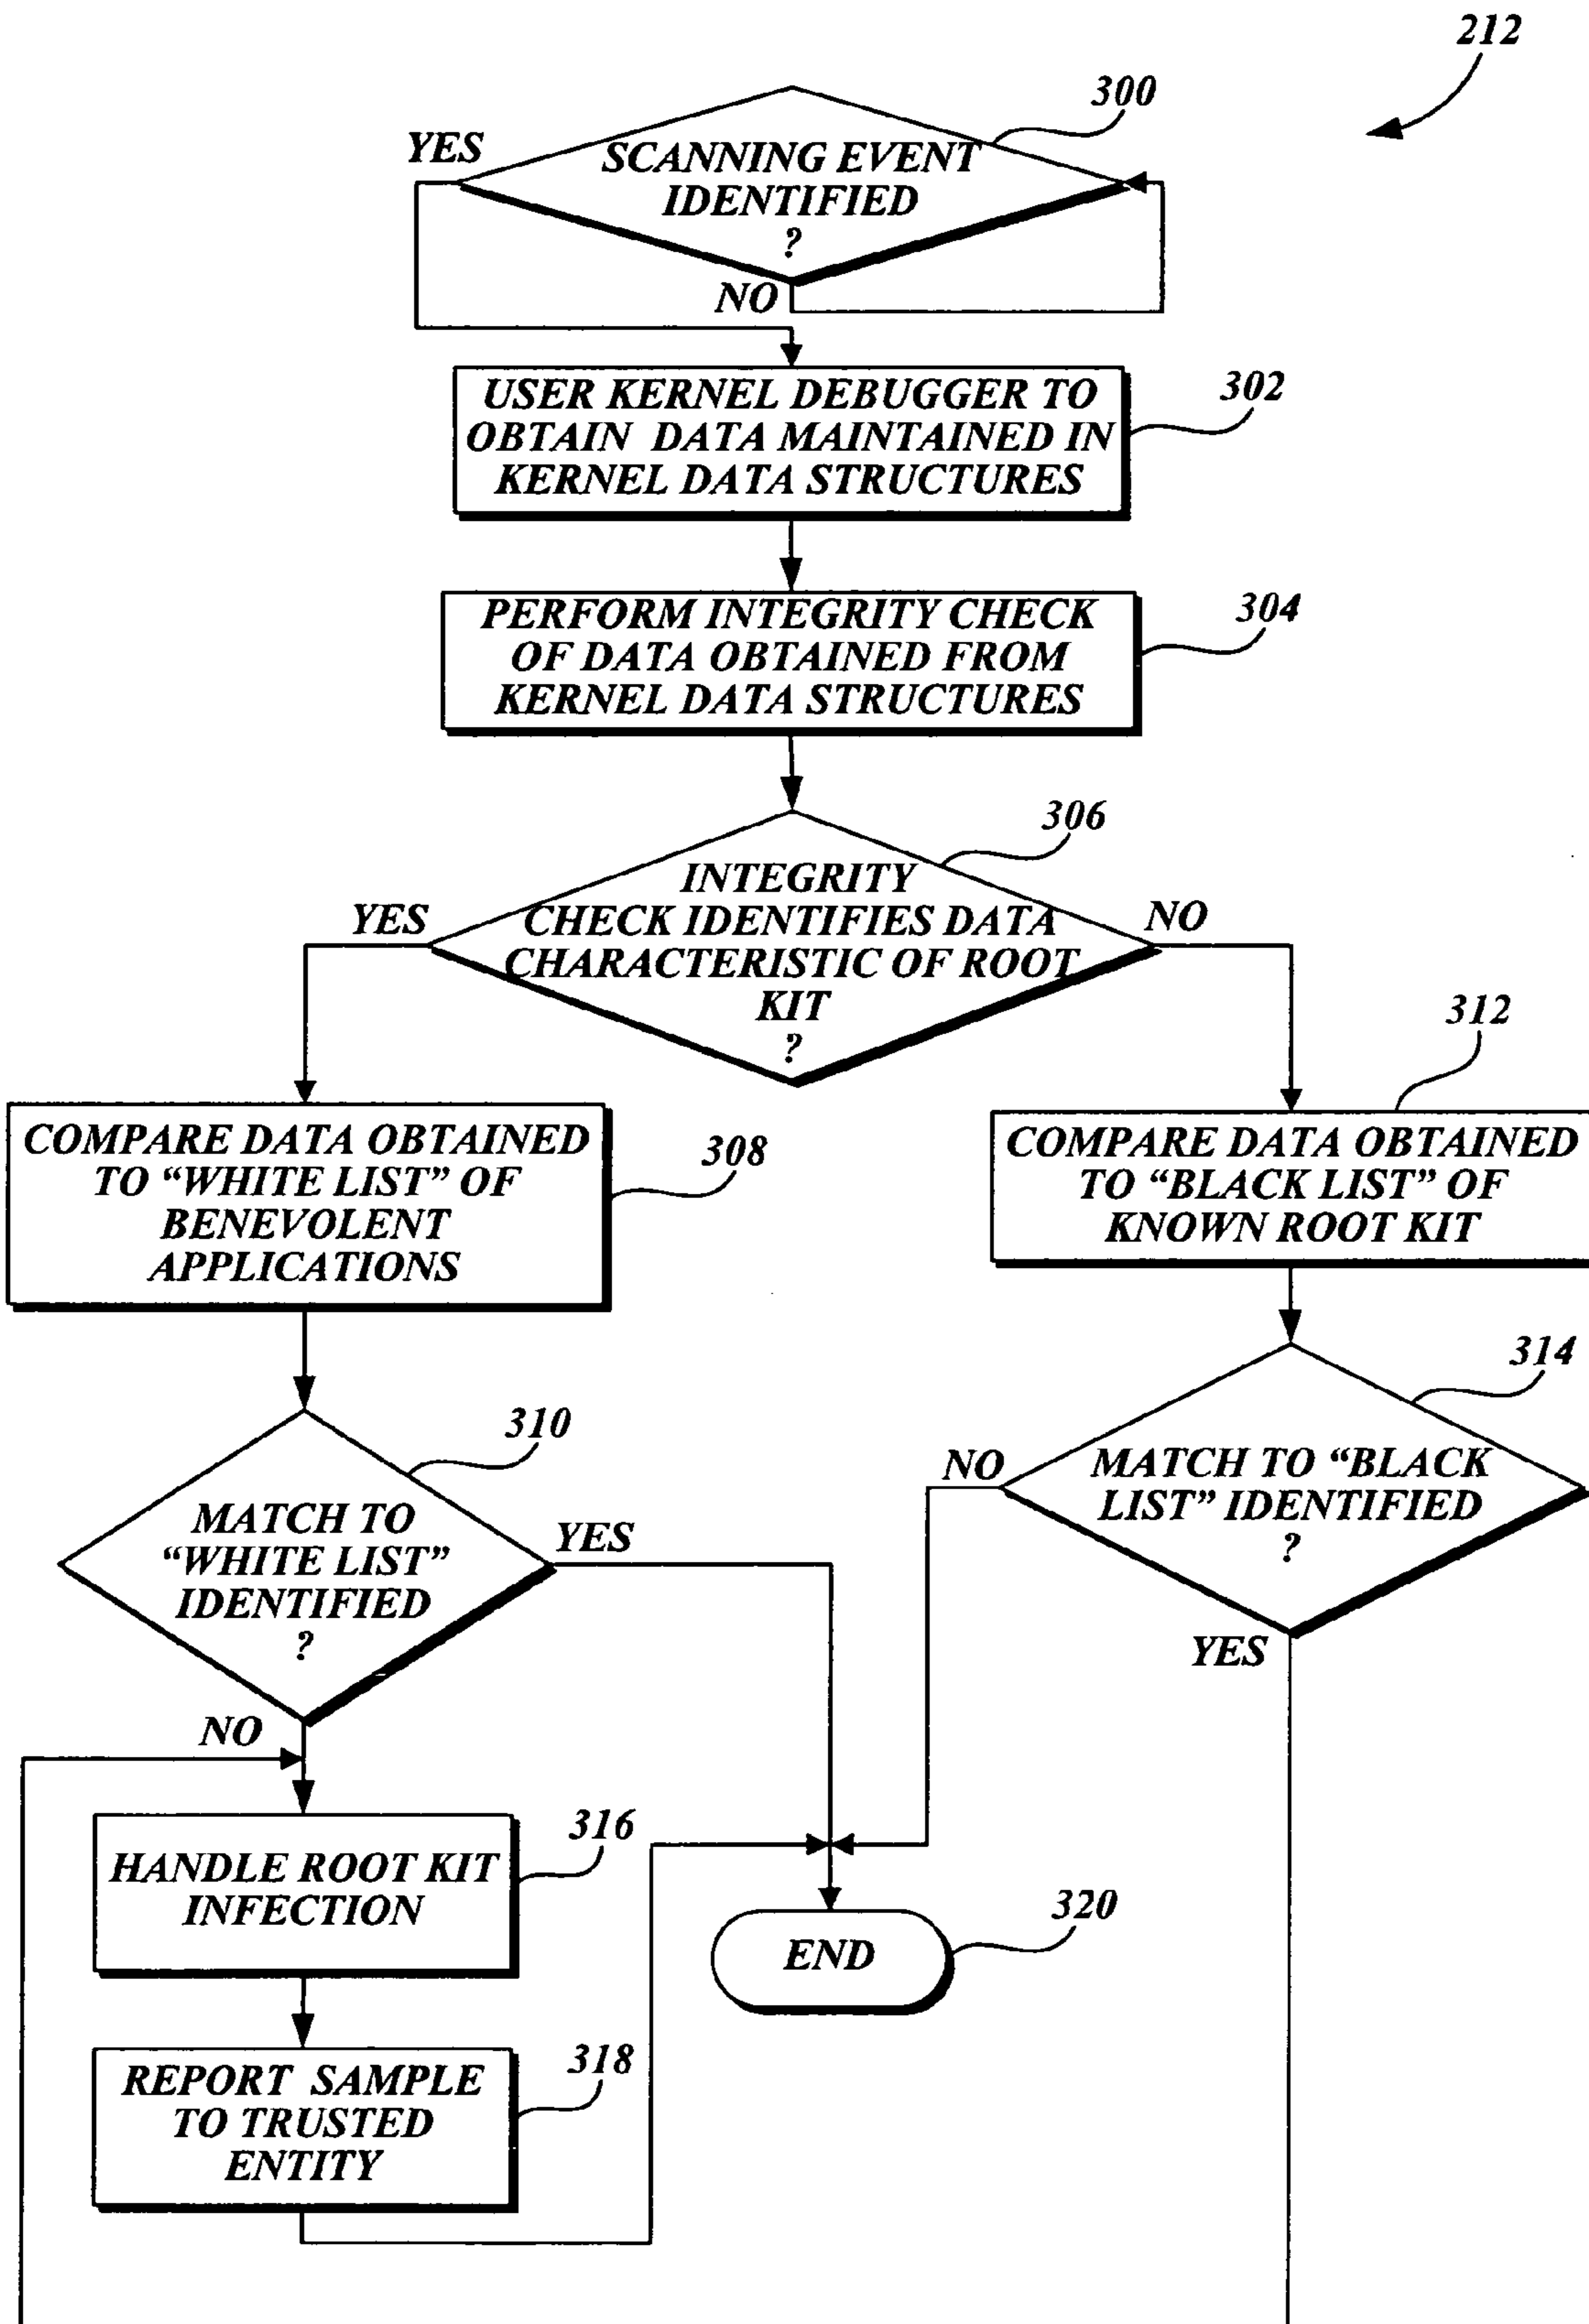 212
300
YES
SCANNING EVENT
IDENTIFIED
?
NO
USER KERNEL DEBUGGER TO
OBTAIN DATA MAINTAINED IN
KERNEL DATA STRUCTURES
302
PERFORM INTEGRITY CHECK
OF DATA OBTAINED FROM
KERNEL DATA STRUCTURES
304
306
INTEGRITY
CHECK IDENTIFIES DATA
CHARACTERISTIC OF ROOT
KIT
?
YES
NO
312
COMPARE DATA OBTAINED
TO “WHITE LIST” OF
BENEVOLENT
APPLICATIONS
308
COMPARE DATA OBTAINED
TO “BLACK LIST” OF
KNOWN ROOT KIT
314
310
MATCH TO
“WHITE LIST”
IDENTIFIED
?
YES
NO
NO
MATCH TO “BLACK
LIST” IDENTIFIED
?
YES
HANDLE ROOT KIT
INFECTION
316
END
320
REPORT SAMPLE
TO TRUSTED
ENTITY
318